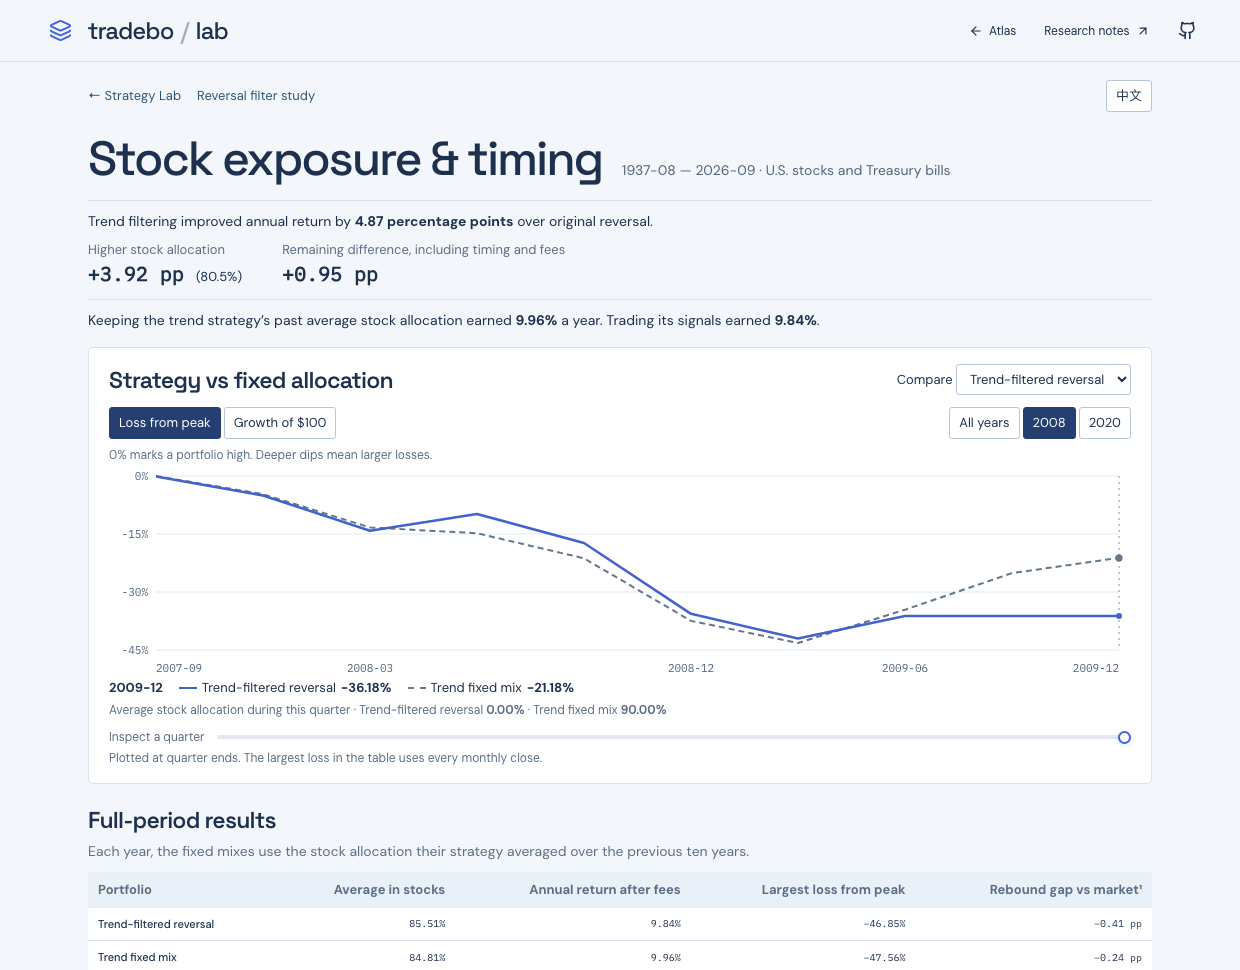 tradebo / lab
← Atlas
Research notes ↗
← Strategy Lab Reversal filter study
中文
Stock exposure & timing 1937-08 — 2026-09 · U.S. stocks and Treasury bills
Trend filtering improved annual return by 4.87 percentage points over original reversal.
Higher stock allocation Remaining difference, including timing and fees
+3.92 pp (80.5%) +0.95 pp
Keeping the trend strategy’s past average stock allocation earned 9.96% a year. Trading its signals earned 9.84%.
Strategy vs fixed allocation
Compare Trend-filtered reversal
Loss from peak Growth of $100
All years 2008 2020
0% marks a portfolio high. Deeper dips mean larger losses.
0%
-15%
-30%
-45%
2007-09 2008-03 2008-12 2009-06 2009-12
2009-12 Trend-filtered reversal −36.18% Trend fixed mix −21.18%
Average stock allocation during this quarter · Trend-filtered reversal 0.00% · Trend fixed mix 90.00%
Inspect a quarter
Plotted at quarter ends. The largest loss in the table uses every monthly close.
Full-period results
Each year, the fixed mixes use the stock allocation their strategy averaged over the previous ten years.
Portfolio Average in stocks Annual return after fees Largest loss from peak Rebound gap vs market¹
Trend-filtered reversal 85.51% 9.84% −46.85% −0.41 pp
Trend fixed mix 84.81% 9.96% −47.56% −0.24 pp